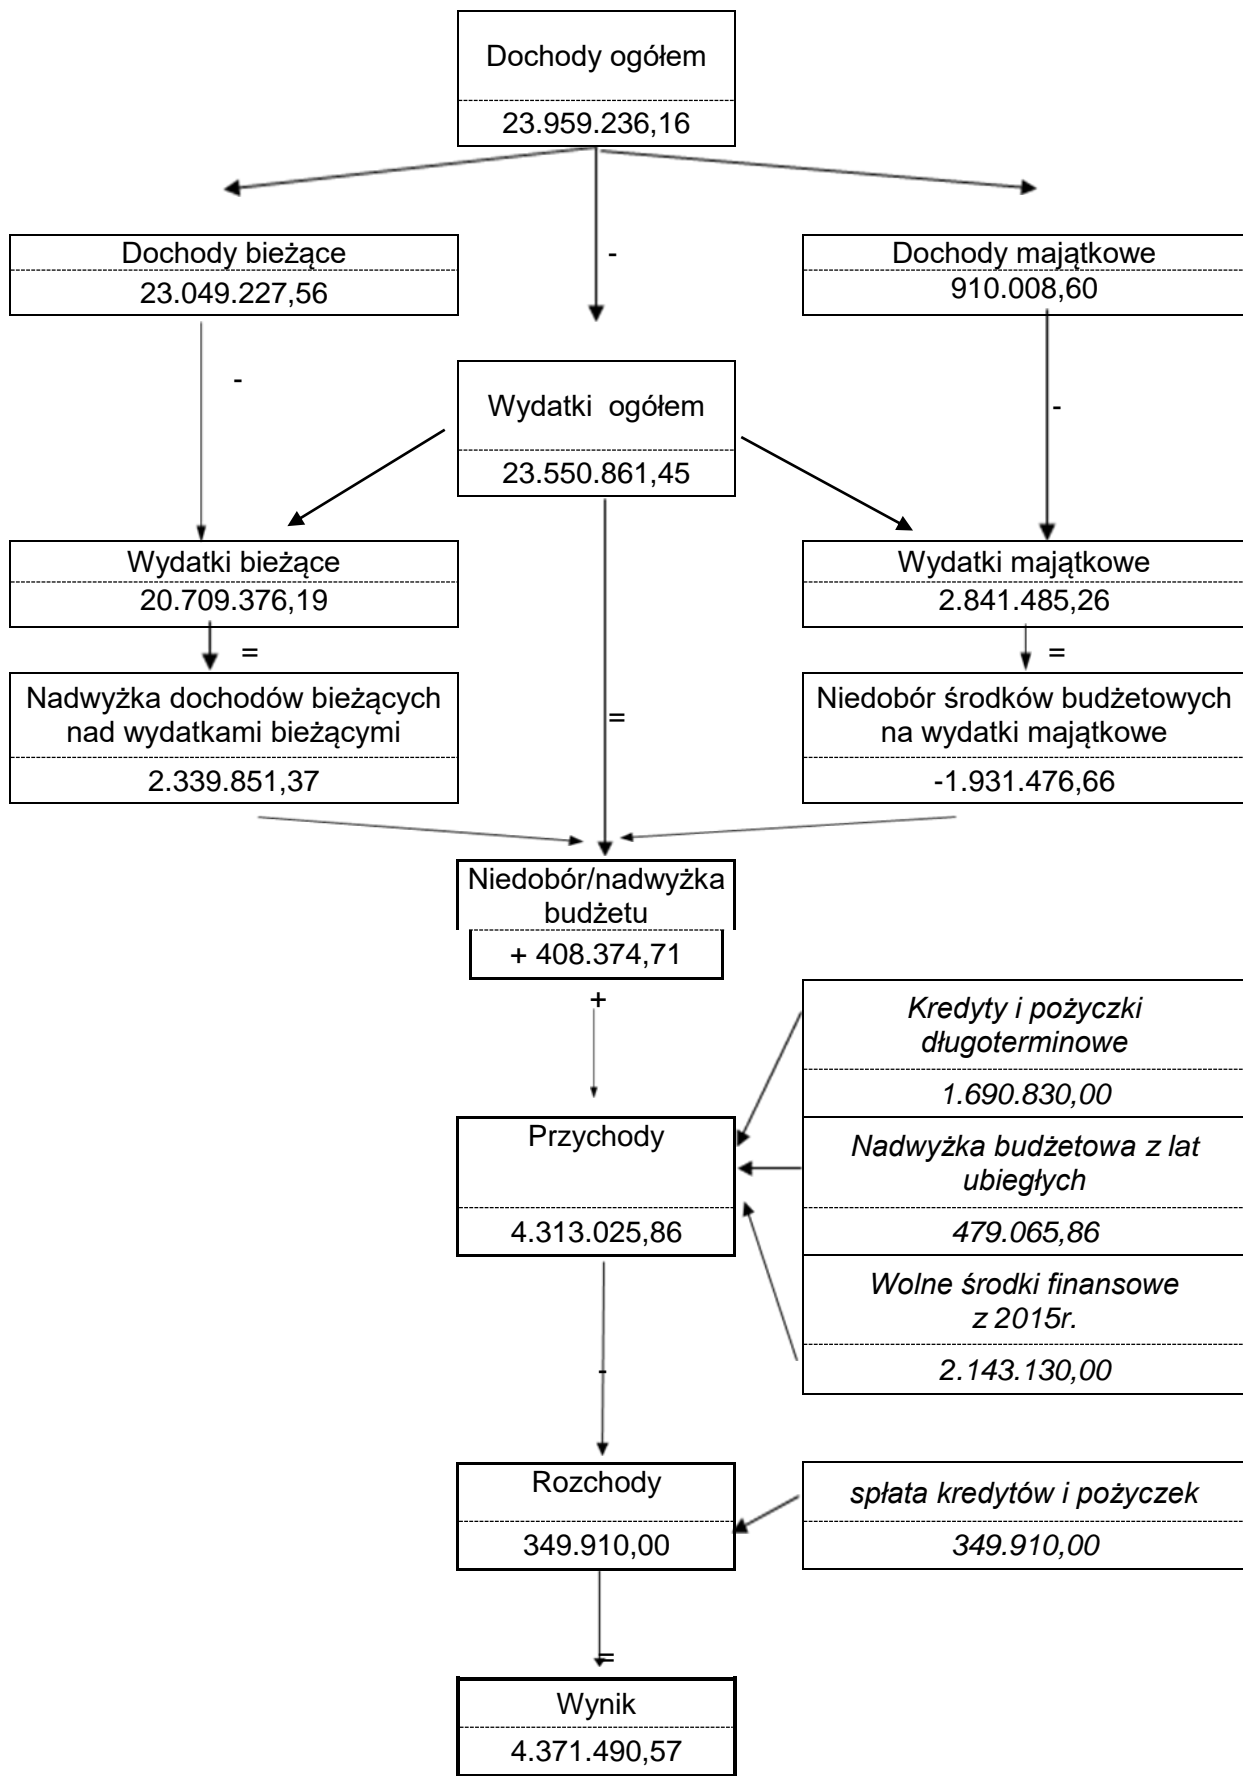 Dochody ogółem
23.959.236,16
Dochody bieżące
23.049.227,56
-
Dochody majątkowe
910.008,60
-
Wydatki ogółem
23.550.861,45
-
-
Wydatki bieżące
20.709.376,19
=
Wydatki majątkowe
2.841.485,26
=
Nadwyżka dochodów bieżących
nad wydatkami bieżącymi
2.339.851,37
=
Niedobór środków budżetowych
na wydatki majątkowe
-1.931.476,66
Niedobór/nadwyżka
budżetu
+ 408.374,71
+
Kredyty i pożyczki
długoterminowe
1.690.830,00
Przychody
4.313.025,86
Nadwyżka budżetowa z lat
ubiegłych
479.065,86
Wolne środki finansowe
z 2015r.
2.143.130,00
-
Rozchody
349.910,00
spłata kredytów i pożyczek
349.910,00
=
Wynik
4.371.490,57